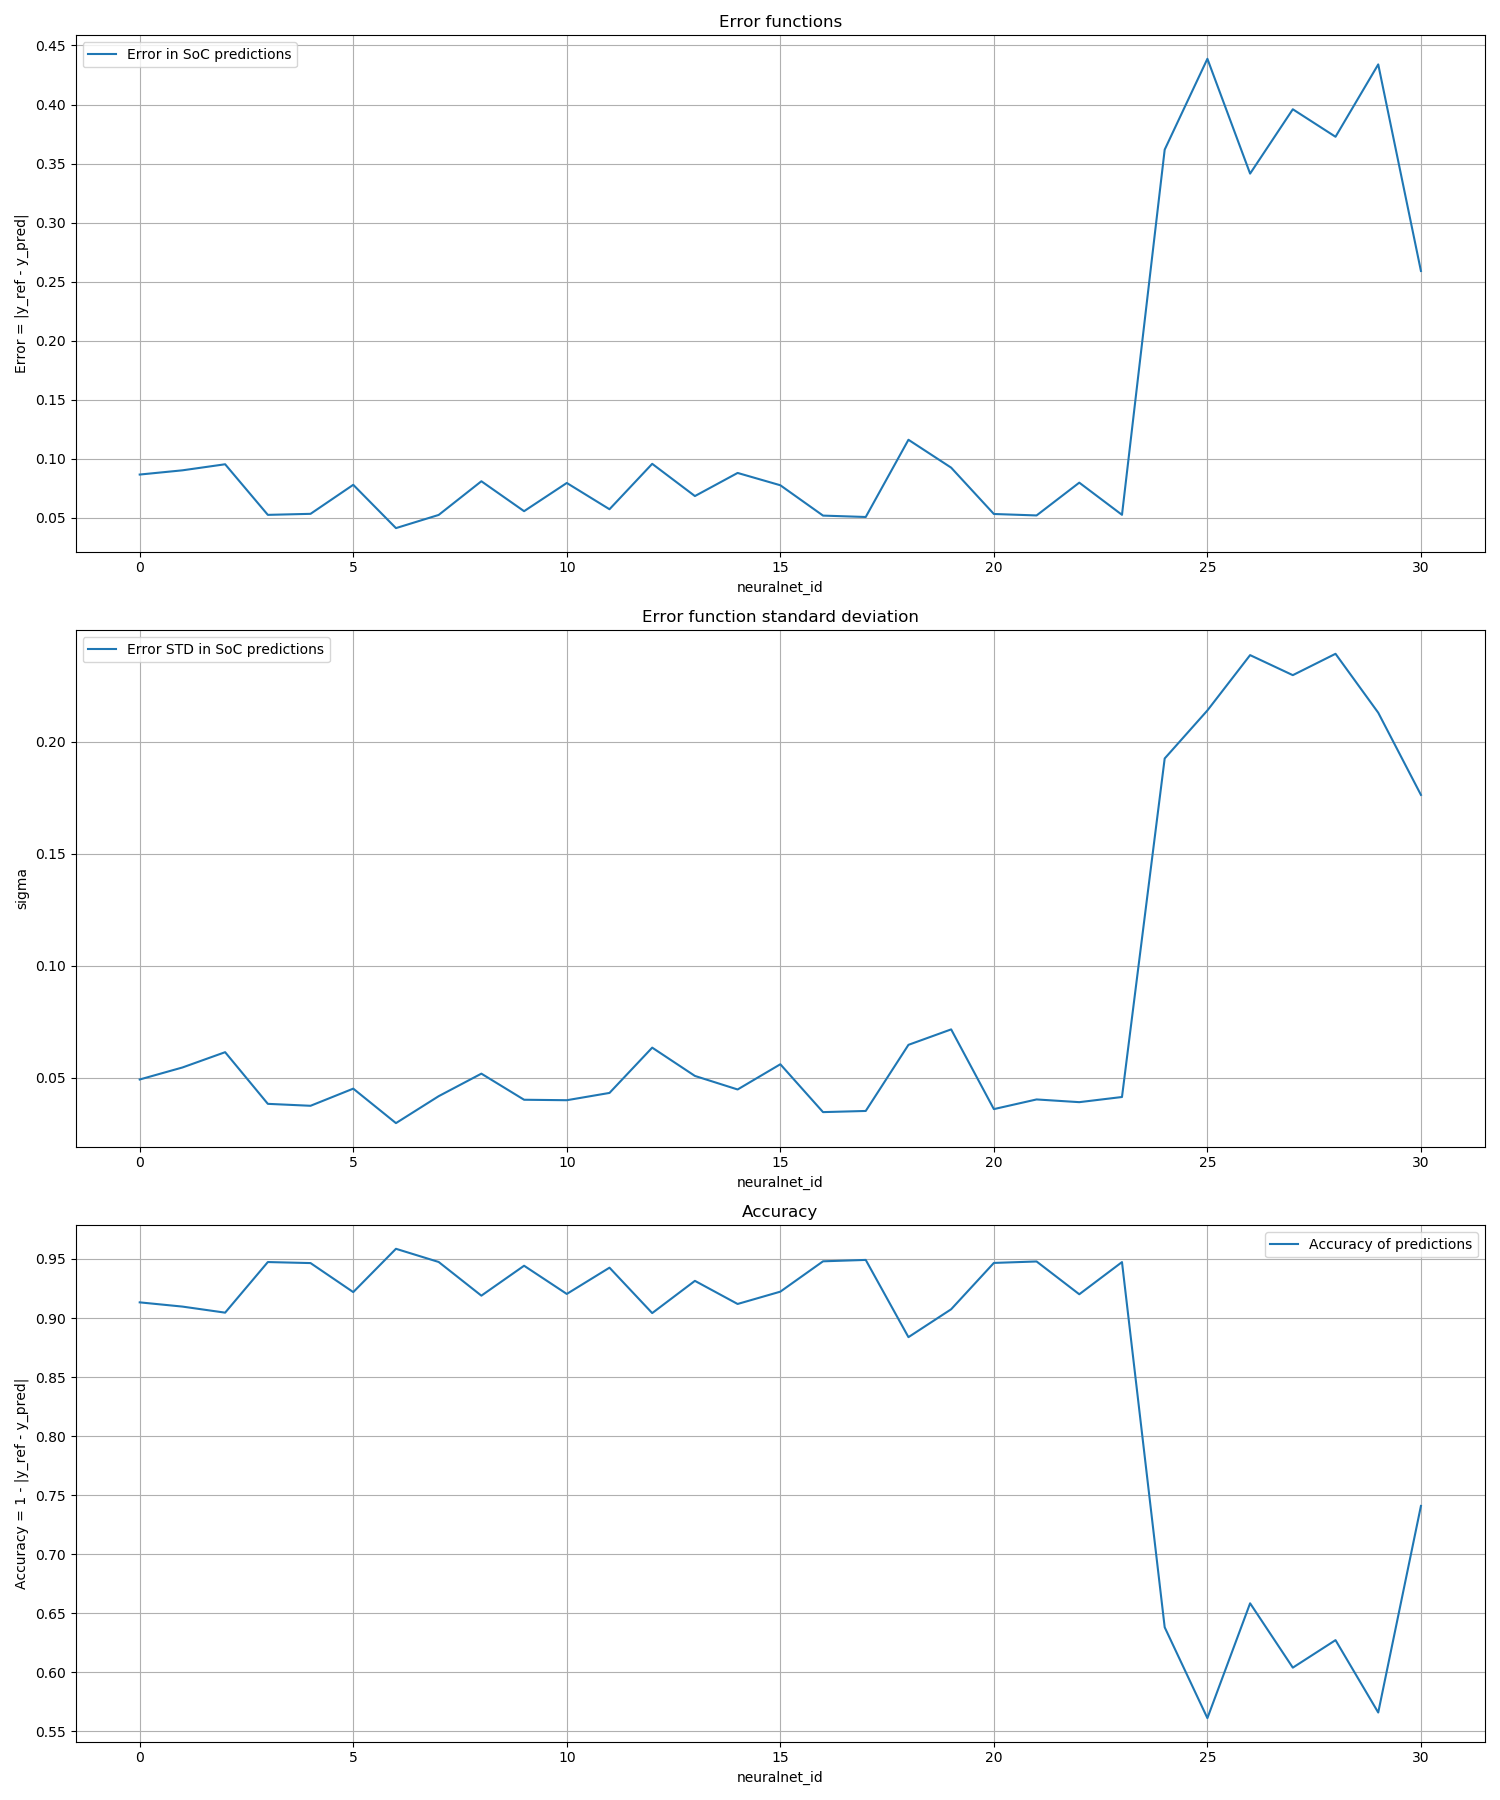 Error functions
Error in SoC predictions
0.45
0.40
0.35
0.30
0.25
0.20
0.15
0.10
0.05
Error = |y_ref - y_pred|
0 5 10 15 20 25 30
neuralnet_id
Error function standard deviation
Error STD in SoC predictions
0.20
0.15
0.10
0.05
sigma
0 5 10 15 20 25 30
neuralnet_id
Accuracy
Accuracy of predictions
0.95
0.90
0.85
0.80
0.75
0.70
0.65
0.60
0.55
Accuracy = 1 - |y_ref - y_pred|
0 5 10 15 20 25 30
neuralnet_id